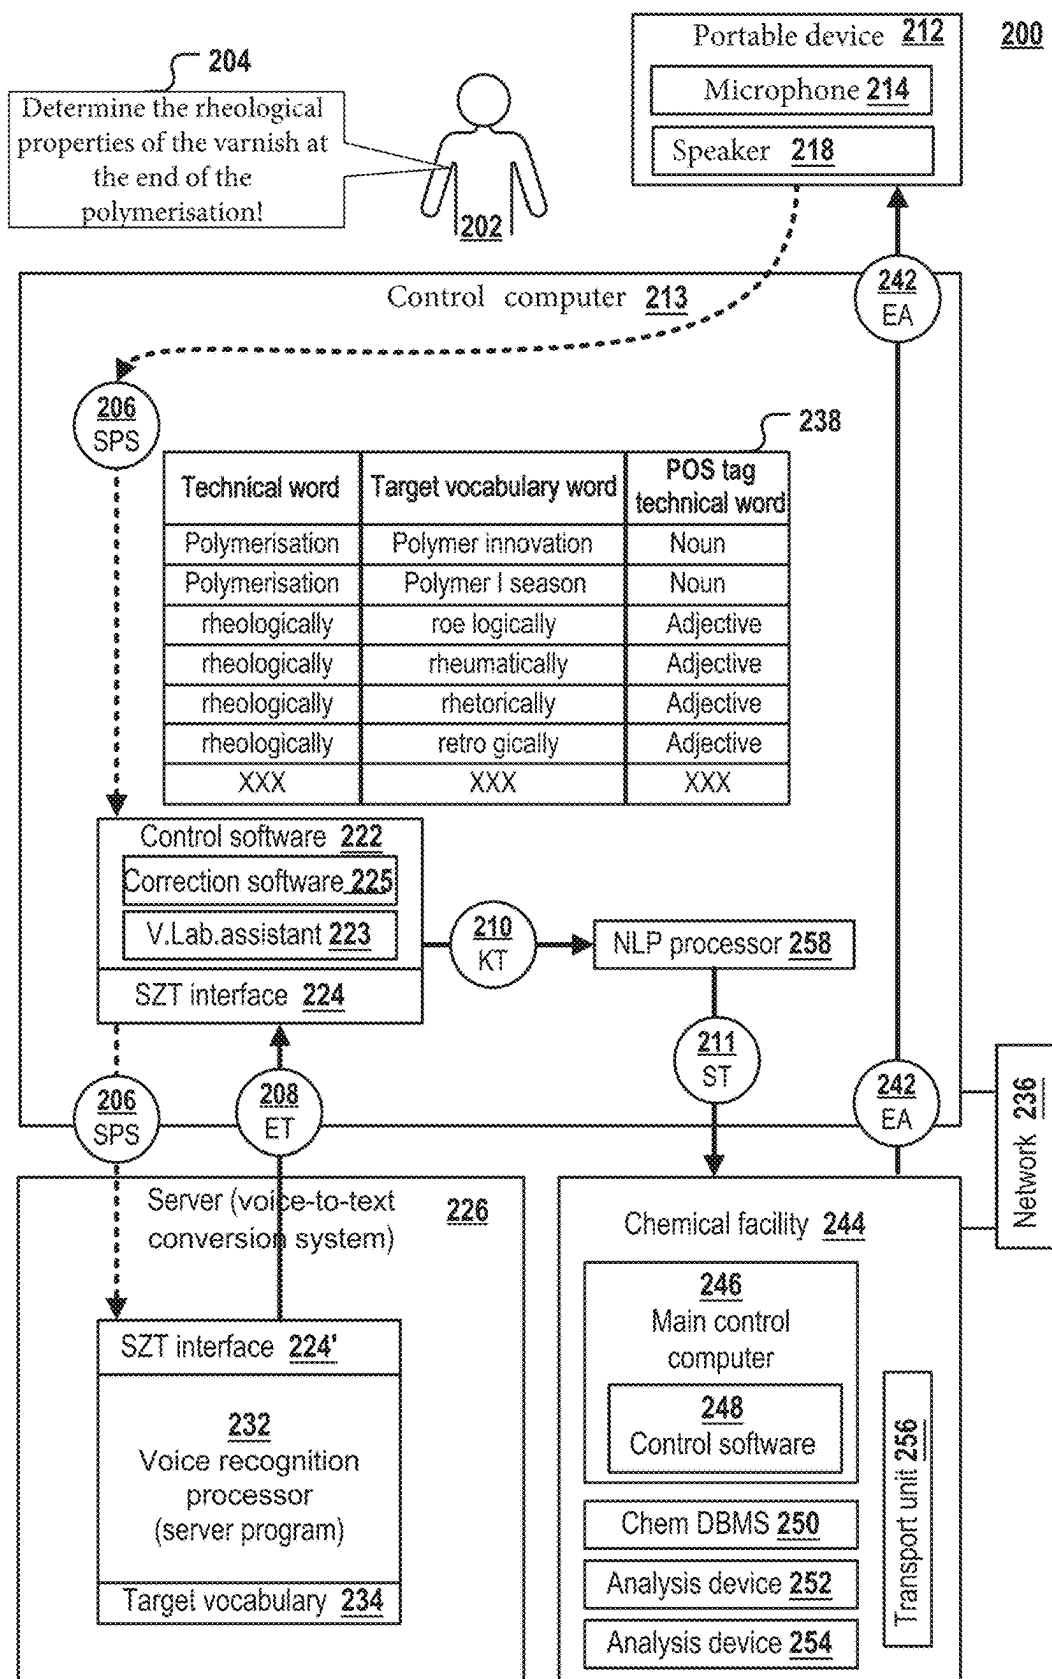 200
Portable device 212
Microphone 214
Speaker 218
204
Determine the rheological
properties of the varnish at
the end of the
polymerisation!
202
Control computer 213
242
EA
206
SPS
238
Technical word Target vocabulary word POS tag technical word
Polymerisation Polymer innovation Noun
Polymerisation Polymer I season Noun
rheologically roe logically Adjective
rheologically rheumatically Adjective
rheologically rhetorically Adjective
rheologically retro gically Adjective
XXX XXX XXX
Control software 222
Correction software 225
V.Lab.assistant 223
SZT interface 224
210
KT
NLP processor 258
211
ST
206
SPS
208
ET
242
EA
Network 236
Server (voice-to-text
conversion system)
226
SZT interface 224'
232
Voice recognition
processor
(server program)
Target vocabulary 234
Chemical facility 244
246
Main control
computer
248
Control software
Chem DBMS 250
Analysis device 252
Analysis device 254
Transport unit 256